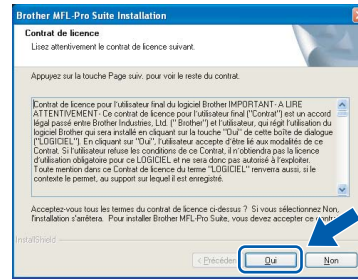 Brother MFL-Pro Suite Installation
Contrat de licence
Lisez attentivement le contrat de licence suivant.
Appuyez sur la touche Page suiv. pour voir le reste du contrat.
Contrat de licence pour l'utilisateur final du logiciel Brother IMPORTANT - A LIRE
ATTENTIVEMENT - Ce contrat de licence pour l'utilisateur final ("Contrat") est un accord
légal passé entre Brother Industries, Ltd. (" Brother") et l'utilisateur, qui régit l'utilisation du
logiciel Brother qui sera installé en cliquant sur la touche "Oui" de cette boîte de dialogue
("LOGICIEL"). En cliquant sur "Oui", l'utilisateur accepte d'être lié aux modalités de ce
Contrat. Si l'utilisateur refuse les conditions de ce Contrat, il n'obtendra pas la licence
d'utilisation obligatoire pour ce LOGICIEL et ne sera donc pas autorisé à l'exploiter.
Toute mention dans ce Contrat de licence du terme "LOGICIEL" renverra aussi, si le
contexte le permet, au support sur lequel il est enregistré.
Acceptez-vous tous les termes du contrat de licence ci-dessus ? Si vous sélectionnez Non,
l'installation s'arrêtera. Pour installer Brother MFL-Pro Suite, vous devez accepter ce
InstallShield
< Précéden Oui Non